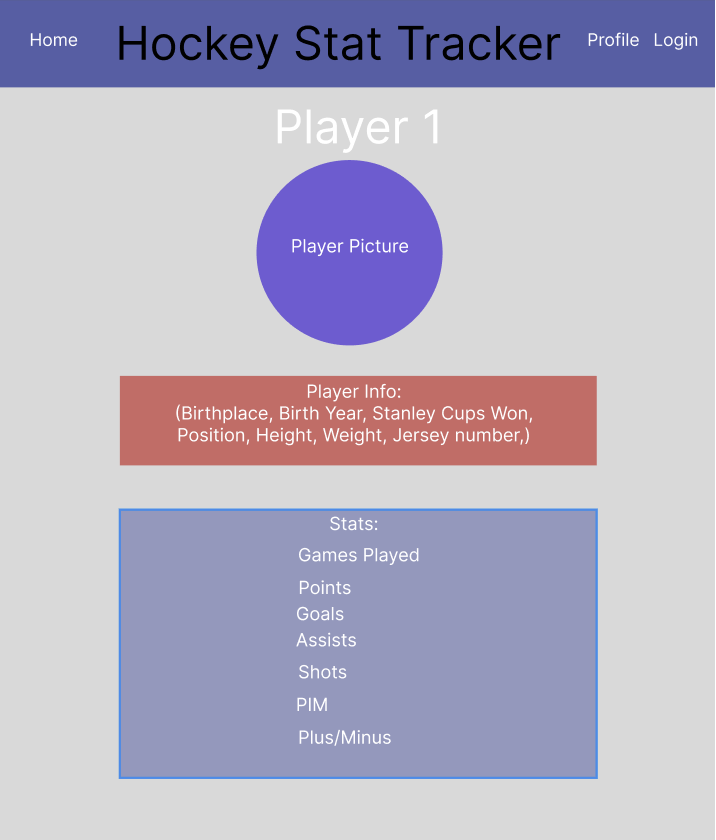 Home Hockey Stat Tracker Profile Login
Player 1
Player Picture
Player Info:
(Birthplace, Birth Year, Stanley Cups Won,
Position, Height, Weight, Jersey number,)
Stats:
Games Played
Points
Goals
Assists
Shots
PIM
Plus/Minus